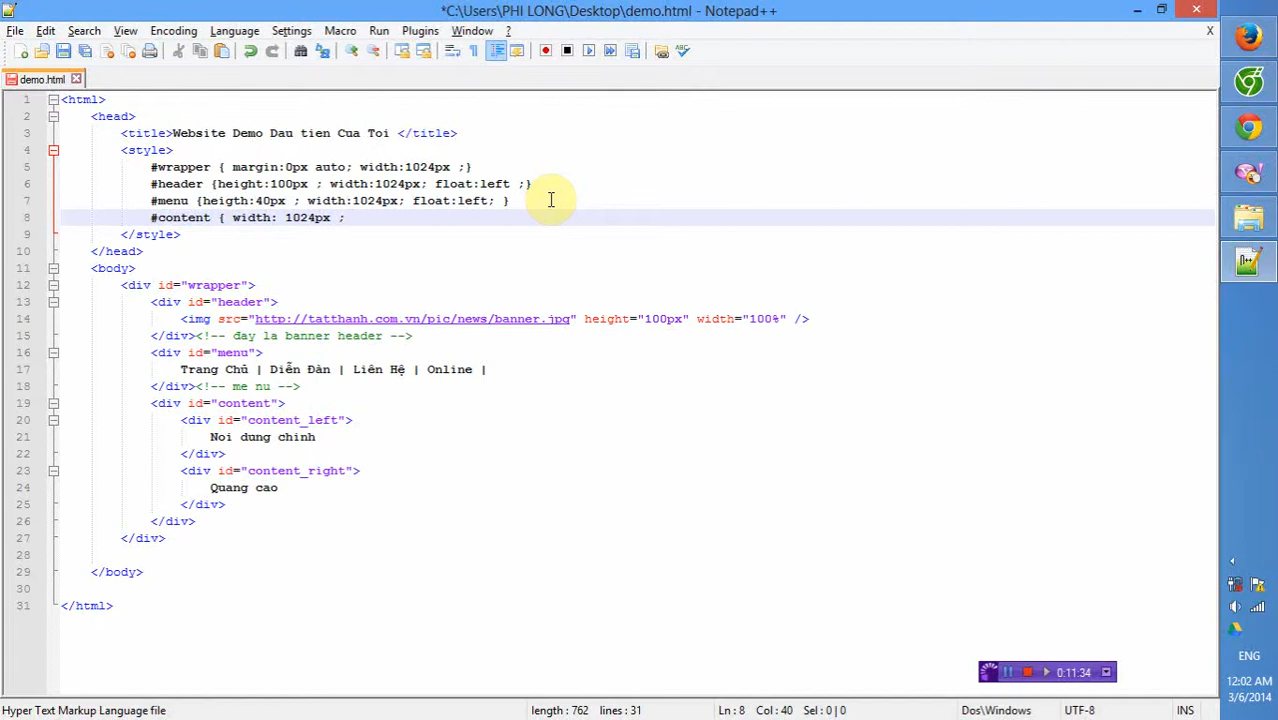 *C:\Users\PHI LONG\Desktop\demo.html - Notepad++
File Edit Search View Encoding Language Settings Macro Run Plugins Window ? X
demo.html
1 <html>
2 <head>
3 <title>Website Demo Dau tien Cua Toi </title>
4 <style>
5 #wrapper { margin:0px auto; width:1024px ;}
6 #header {height:100px ; width:1024px; float:left ;}
7 #menu {heigth:40px ; width:1024px; float:left; }
8 #content { width: 1024px ;
9 </style>
10 </head>
11 <body>
12 <div id="wrapper">
13 <div id="header">
14 <img src="http://tatthanh.com.vn/pic/news/banner.jpg" height="100px" width="100%" />
15 </div><!-- đay la banner header -->
16 <div id="menu">
17 Trang Chủ | Diễn Đàn | Liên Hệ | Online |
18 </div><!-- me nu -->
19 <div id="content">
20 <div id="content_left">
21 Noi dung chinh
22 </div>
23 <div id="content_right">
24 Quang cao
25 </div>
26 </div>
27 </div>
28
29 </body>
30
31 </html>
0:11:34
Hyper Text Markup Language file length : 762 lines : 31 Ln : 8 Col : 40 Sel : 0 | 0 Dos\Windows UTF-8 INS
ENG
12:02 AM
3/6/2014